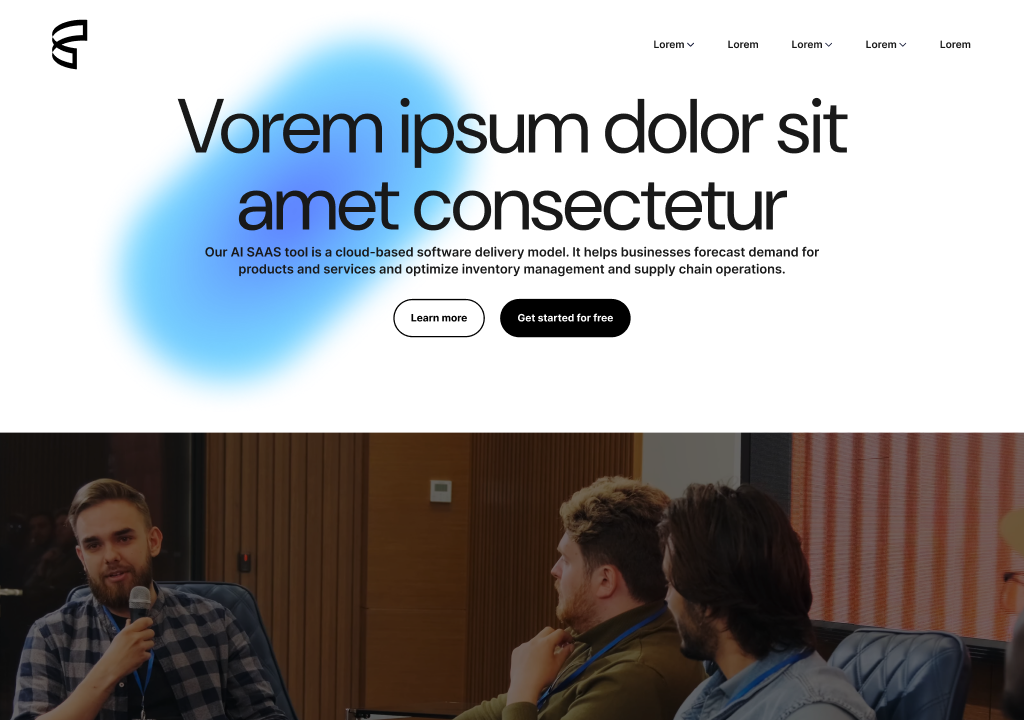 Lorem
Lorem
Lorem
Lorem
Lorem
Vorem ipsum dolor sit
amet consectetur
Our AI SAAS tool is a cloud-based software delivery model. It helps businesses forecast demand for
products and services and optimize inventory management and supply chain operations.
Learn more
Get started for free